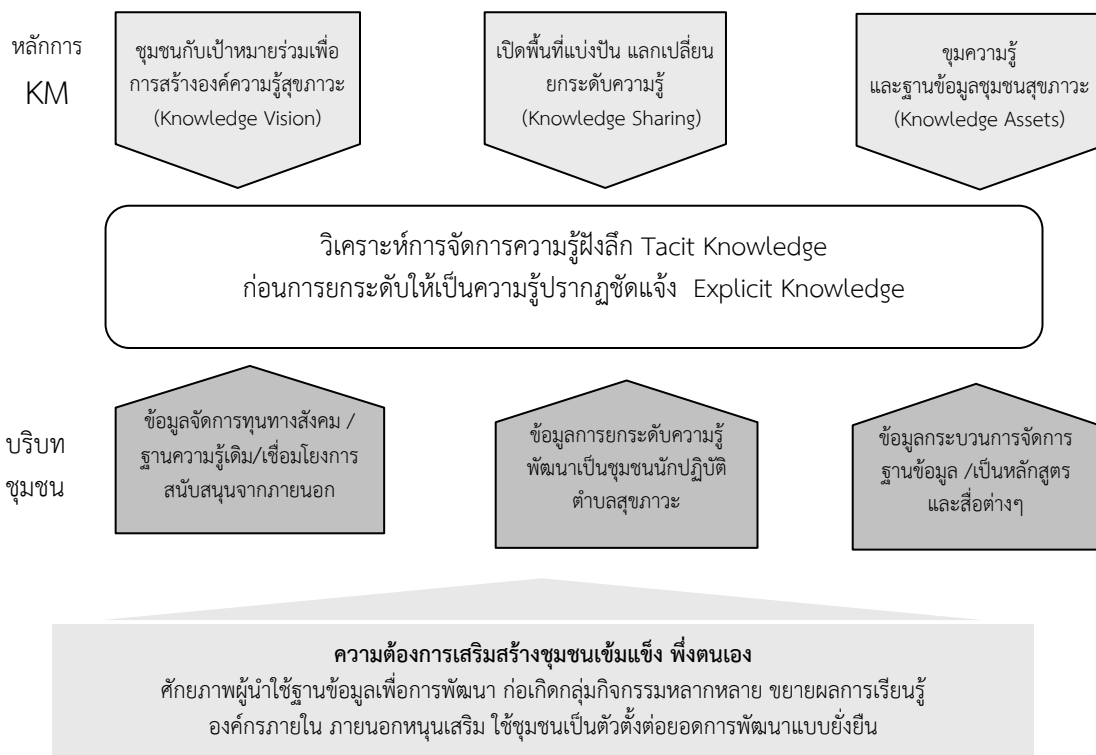 หลักการ
KM
ชุมชนกับเป้าหมายร่วมเพื่อ
การสร้างองค์ความรู้สุขภาวะ
(Knowledge Vision)
เปิดพื้นที่แบ่งปัน แลกเปลี่ยน
ยกระดับความรู้
(Knowledge Sharing)
ขุมความรู้
และฐานข้อมูลชุมชนสุขภาวะ
(Knowledge Assets)
วิเคราะห์การจัดการความรู้ฝังลึก Tacit Knowledge
ก่อนการยกระดับให้เป็นความรู้ปรากฏชัดแจ้ง Explicit Knowledge
บริบท
ชุมชน
ข้อมูลจัดการทุนทางสังคม /
ฐานความรู้เดิม/เชื่อมโยงการ
สนับสนุนจากภายนอก
ข้อมูลการยกระดับความรู้
พัฒนาเป็นชุมชนนักปฏิบัติ
ตำบลสุขภาวะ
ข้อมูลกระบวนการจัดการ
ฐานข้อมูล /เป็นหลักสูตร
และสื่อต่างๆ
ความต้องการเสริมสร้างชุมชนเข้มแข็ง พึ่งตนเอง
ศักยภาพผู้นำใช้ฐานข้อมูลเพื่อการพัฒนา ก่อเกิดกลุ่มกิจกรรมหลากหลาย ขยายผลการเรียนรู้
องค์กรภายใน ภายนอกหนุนเสริม ใช้ชุมชนเป็นตัวตั้งต่อยอดการพัฒนาแบบยั่งยืน